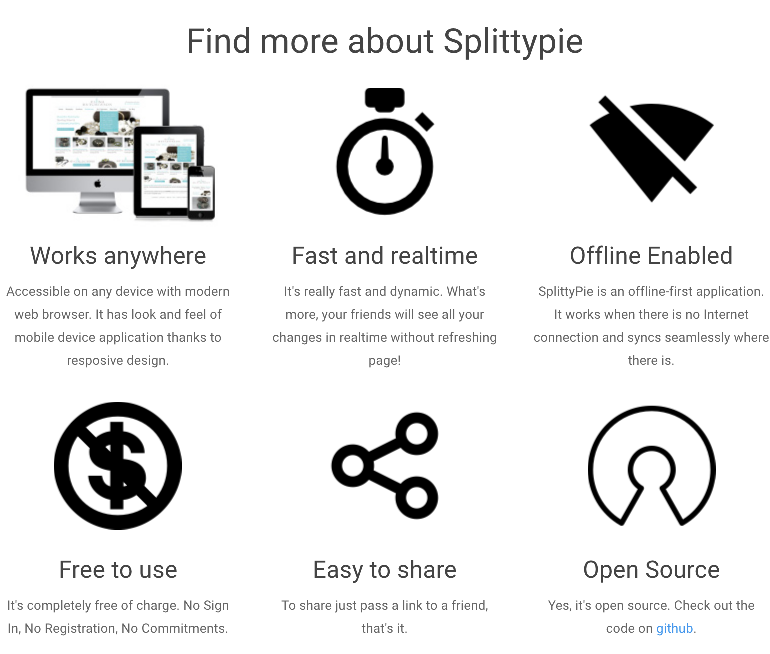 Find more about Splittypie
Works anywhere
Accessible on any device with modern
web browser. It has look and feel of
mobile device application thanks to
resposive design.
Fast and realtime
It's really fast and dynamic. What's
more, your friends will see all your
changes in realtime without refreshing
page!
Offline Enabled
SplittyPie is an offline-first application.
It works when there is no Internet
connection and syncs seamlessly where
there is.
Free to use
It's completely free of charge. No Sign
In, No Registration, No Commitments.
Easy to share
To share just pass a link to a friend,
that's it.
Open Source
Yes, it's open source. Check out the
code on github.